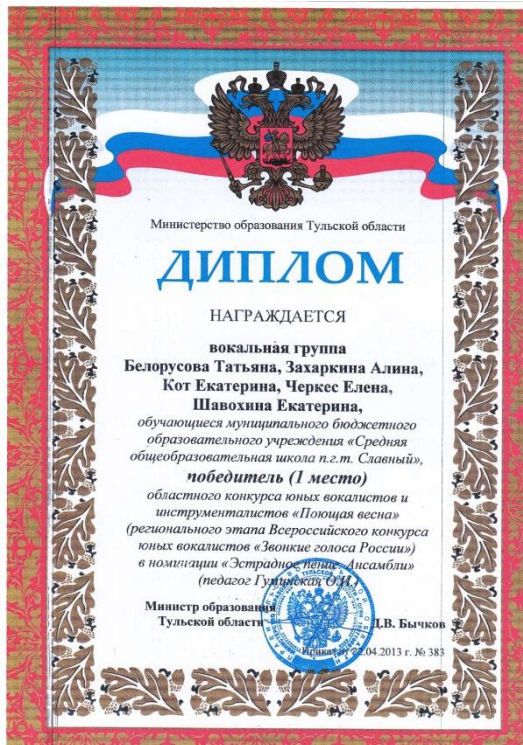 Министерство образования Тульской области
ДИПЛОМ
НАГРАЖДАЕТСЯ
вокальная группа
Белорусова Татьяна, Захаркина Алина,
Кот Екатерина, Черкес Елена,
Шавохина Екатерина,
обучающиеся муниципального бюджетного
образовательного учреждения «Средняя
общеобразовательная школа п.г.т. Славный»,
победитель (1 место)
областного конкурса юных вокалистов и
инструменталистов «Поющая весна»
(регионального этапа Всероссийского конкурса
юных вокалистов «Звонкие голоса России»)
в номинации «Эстрадное пение. Ансамбли»
(педагог Гуминская О.И.)
Министр образования
Тульской области
Д.В. Бычков
Приказ от 22.04.2013 г. № 383